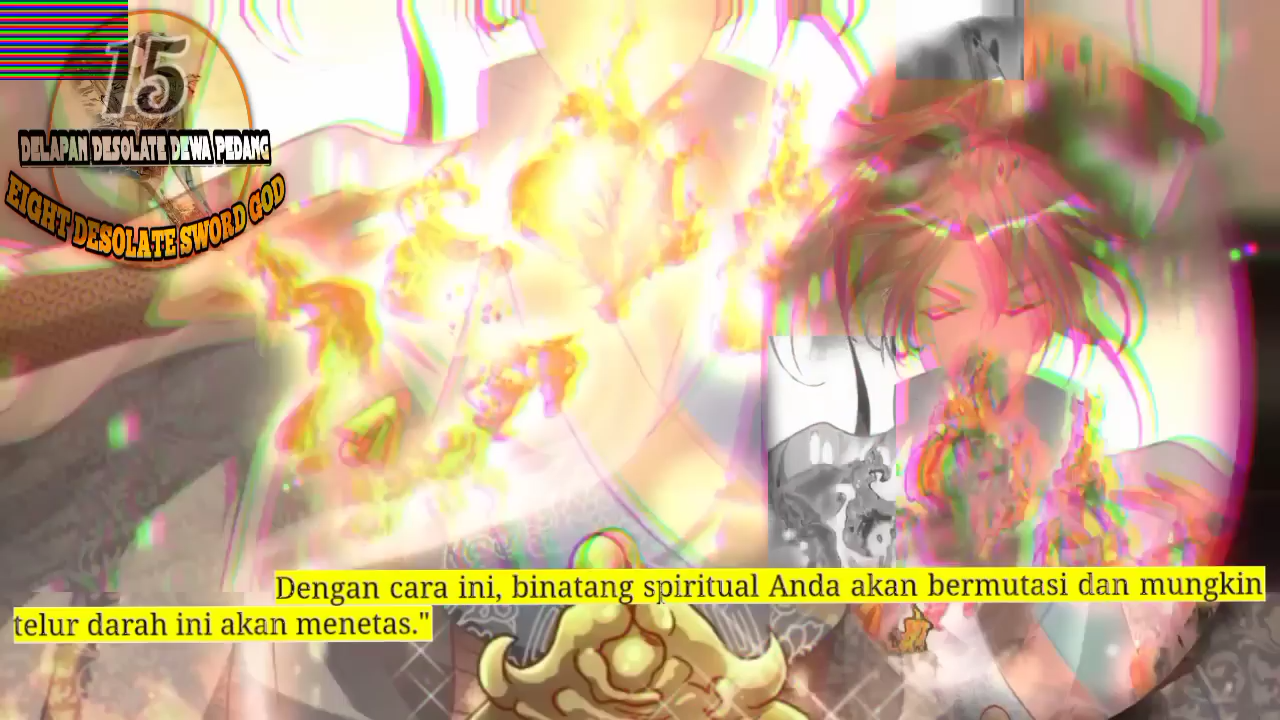 15
DELAPAN DESOLATE DEWA PEDANG
EIGHT DESOLATE SWORD GOD
Dengan cara ini, binatang spiritual Anda akan bermutasi dan mungkin
telur darah ini akan menetas."